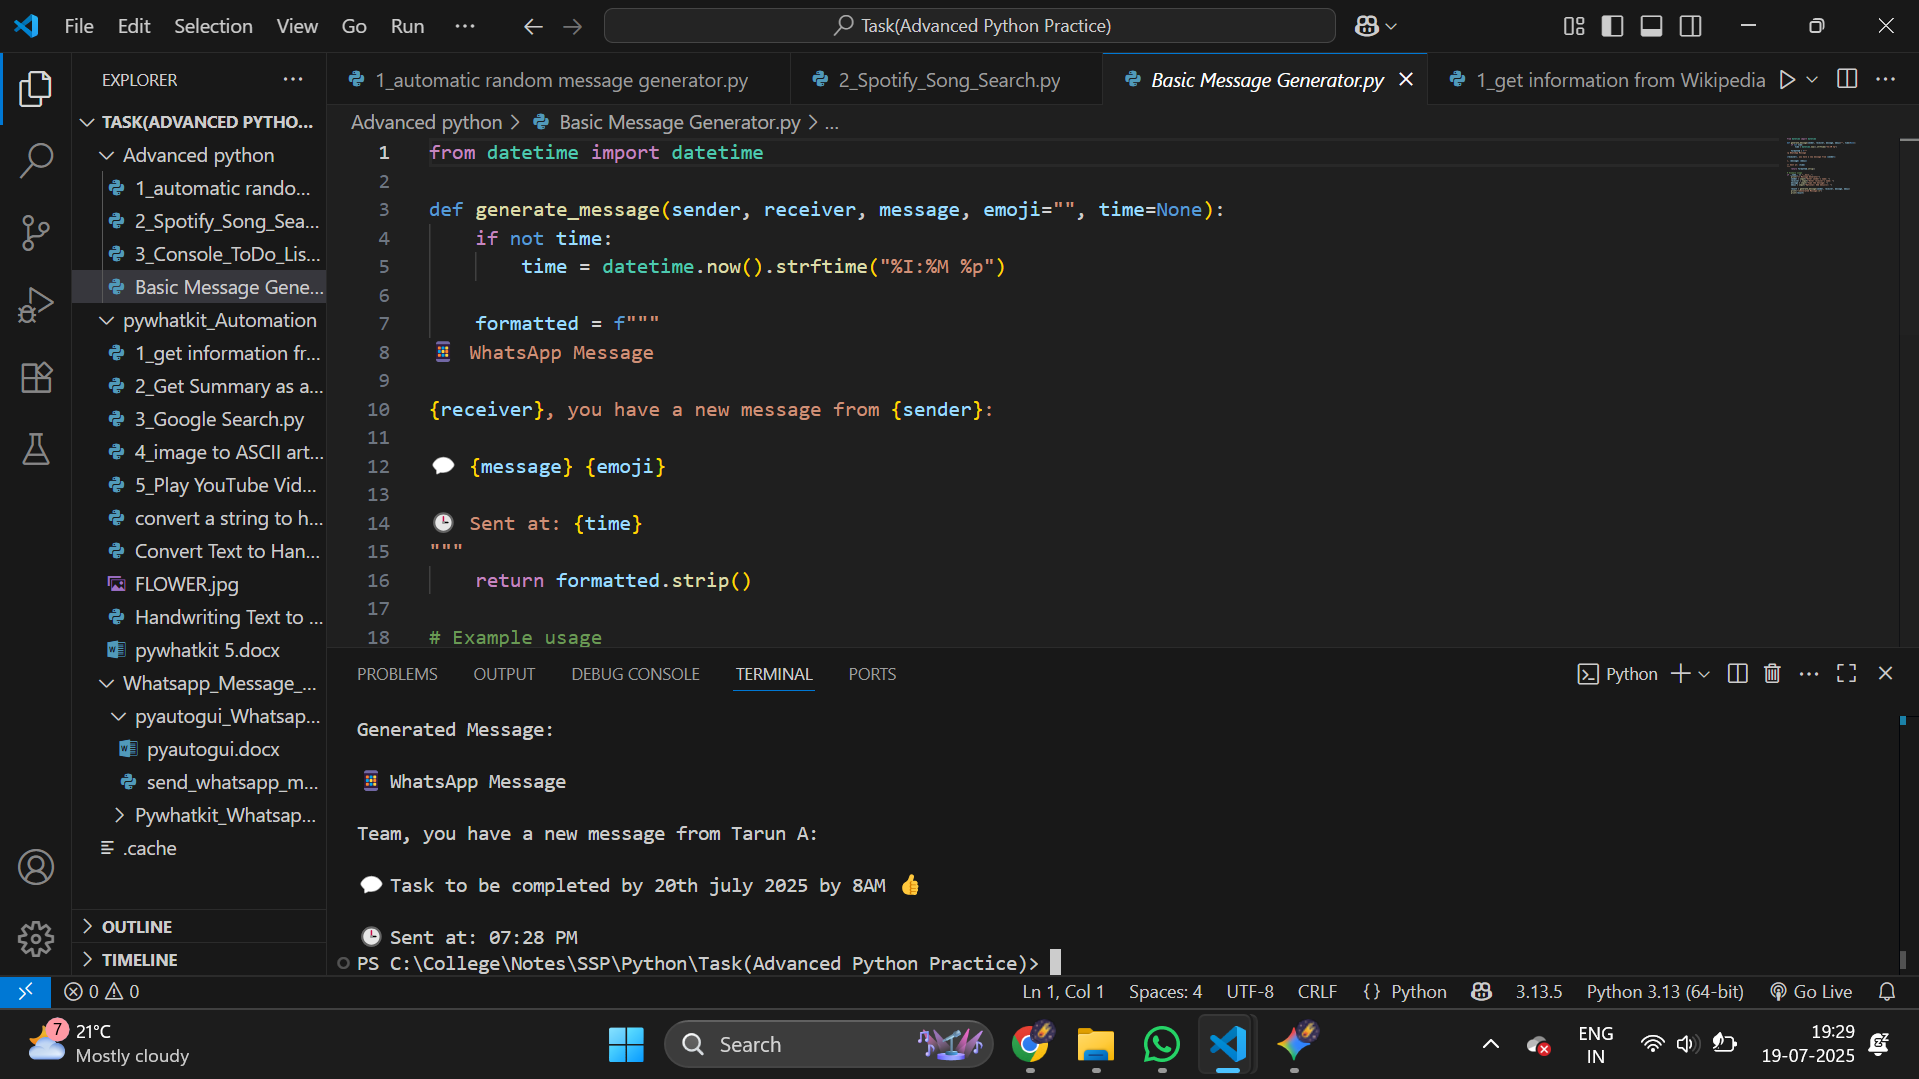 File Edit Selection View Go Run ...
Task(Advanced Python Practice)
EXPLORER
1_automatic random message generator.py
2_Spotify_Song_Search.py
Basic Message Generator.py
1_get information from Wikipedia
TASK(ADVANCED PYTHO...
Advanced python
1_automatic rando...
2_Spotify_Song_Sea...
3_Console_ToDo_Lis...
Basic Message Gene...
pywhatkit_Automation
1_get information fr...
2_Get Summary as a...
3_Google Search.py
4_image to ASCII art...
5_Play YouTube Vid...
convert a string to h...
Convert Text to Han...
FLOWER.jpg
Handwriting Text to ...
pywhatkit 5.docx
Whatsapp_Message_...
pyautogui_Whatsap...
pyautogui.docx
send_whatsapp_m...
Pywhatkit_Whatsap...
.cache
OUTLINE
TIMELINE
Advanced python > Basic Message Generator.py > ...
1 from datetime import datetime
2
3 def generate_message(sender, receiver, message, emoji="", time=None):
4 if not time:
5 time = datetime.now().strftime("%I:%M %p")
6
7 formatted = f"""
8 📱 WhatsApp Message
9
10 {receiver}, you have a new message from {sender}:
11
12 💬 {message} {emoji}
13
14 🕒 Sent at: {time}
15 """
16 return formatted.strip()
17
18 # Example usage
PROBLEMS OUTPUT DEBUG CONSOLE TERMINAL PORTS
Python
Generated Message:
📱 WhatsApp Message
Team, you have a new message from Tarun A:
💬 Task to be completed by 20th july 2025 by 8AM 👍
🕒 Sent at: 07:28 PM
PS C:\College\Notes\SSP\Python\Task(Advanced Python Practice)>
0 0
Ln 1, Col 1 Spaces: 4 UTF-8 CRLF {} Python 3.13.5 Python 3.13 (64-bit) Go Live
7
21°C
Mostly cloudy
Search
ENG
IN
19:29
19-07-2025